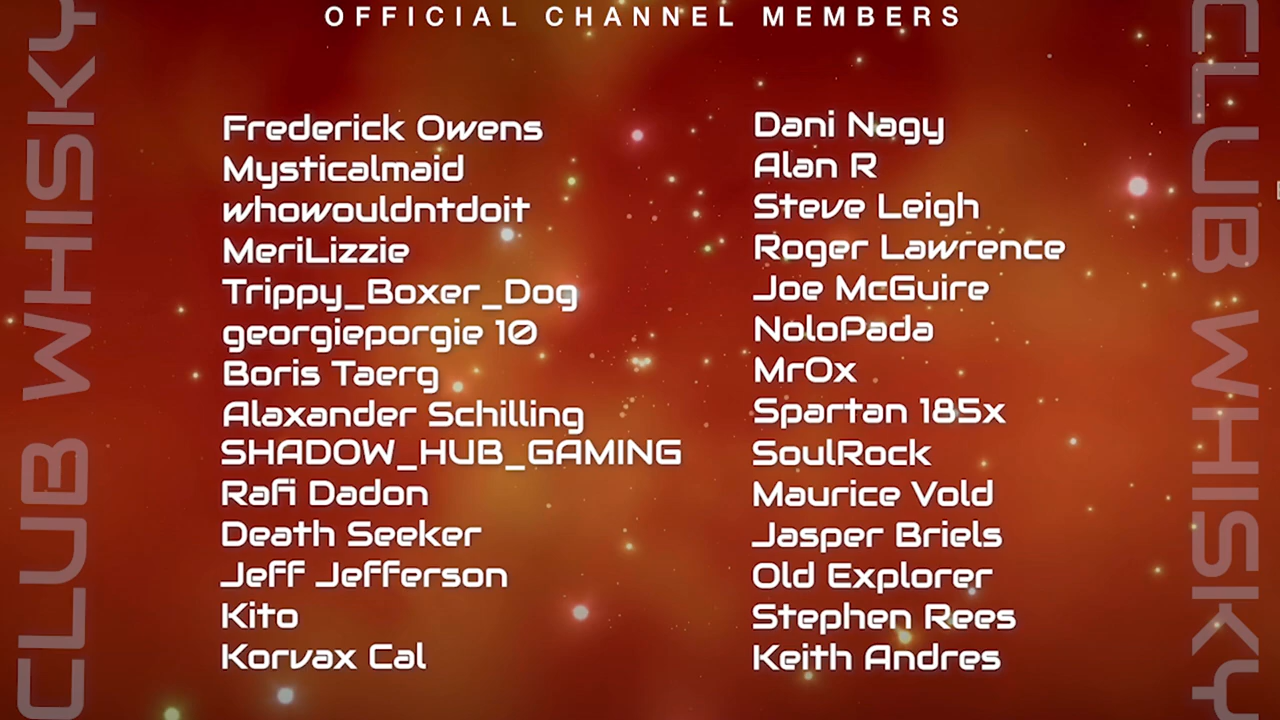 OFFICIAL CHANNEL MEMBERS
CLUB WHISKY
Frederick Owens
Mysticalmaid
whowouldntdoit
MeriLizzie
Trippy_Boxer_Dog
georgieporgie 10
Boris Taerg
Alaxander Schilling
SHADOW_HUB_GAMING
Rafi Dadon
Death Seeker
Jeff Jefferson
Kito
Korvax Cal
Dani Nagy
Alan R
Steve Leigh
Roger Lawrence
Joe McGuire
NoloPada
MrOx
Spartan 185x
SoulRock
Maurice Vold
Jasper Briels
Old Explorer
Stephen Rees
Keith Andres
CLUB WHISKY